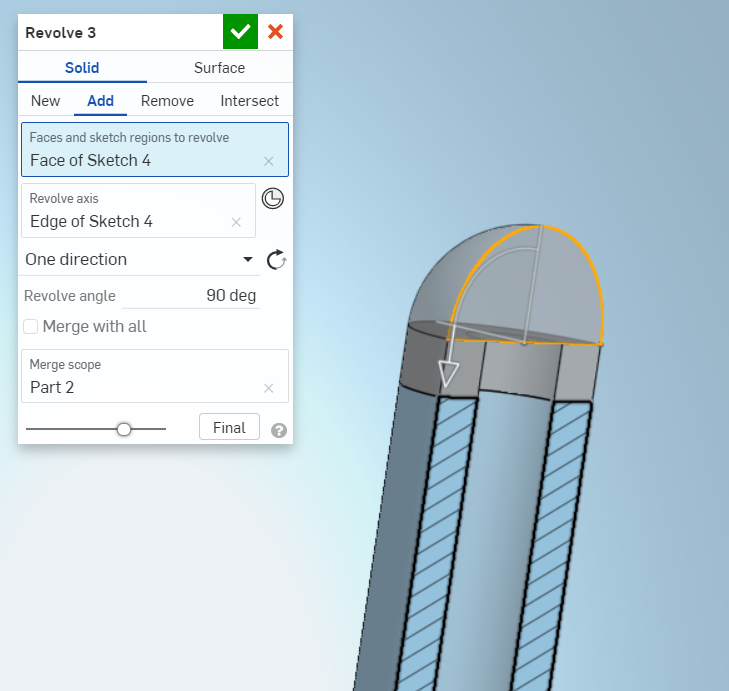 Revolve 3
Solid Surface
New Add Remove Intersect
Faces and sketch regions to revolve
Face of Sketch 4
Revolve axis
Edge of Sketch 4
One direction
Revolve angle 90 deg
Merge with all
Merge scope
Part 2
Final ?